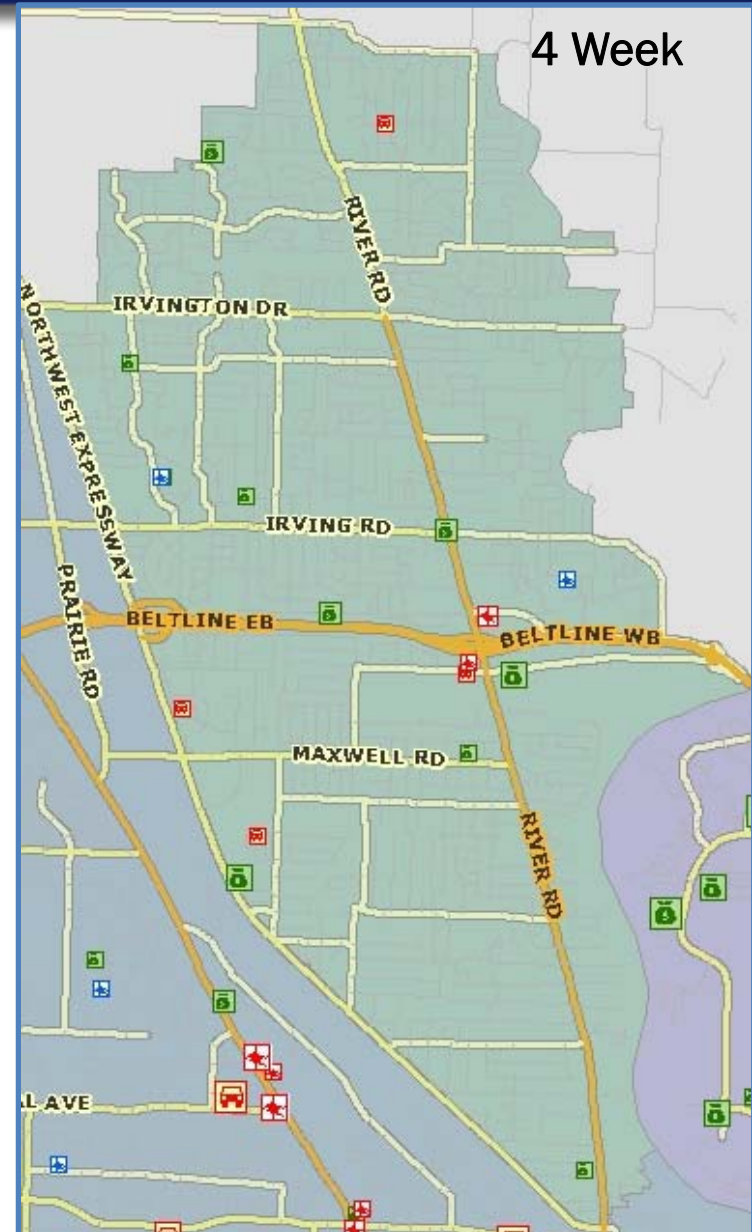 4 Week
RIVER RD
IRVINGTON DR
NORTHWEST EXPRESSWAY
IRVING RD
PRAIRIE RD
BELTLINE EB
BELTLINE WB
MAXWELL RD
RIVER RD
L AVE